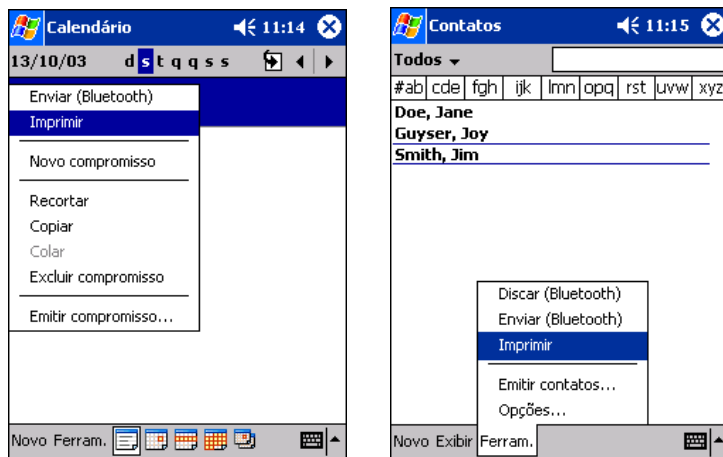 Calendário 11:14
13/10/03 d s t q q s s
Enviar (Bluetooth)
Imprimir
Novo compromisso
Recortar
Copiar
Colar
Excluir compromisso
Emitir compromisso...
Novo Ferram.
Contatos 11:15
Todos
#ab cde fgh ijk lmn opq rst uvw xyz
Doe, Jane
Guyser, Joy
Smith, Jim
Discar (Bluetooth)
Enviar (Bluetooth)
Imprimir
Emitir contatos...
Opções...
Novo Exibir Ferram.